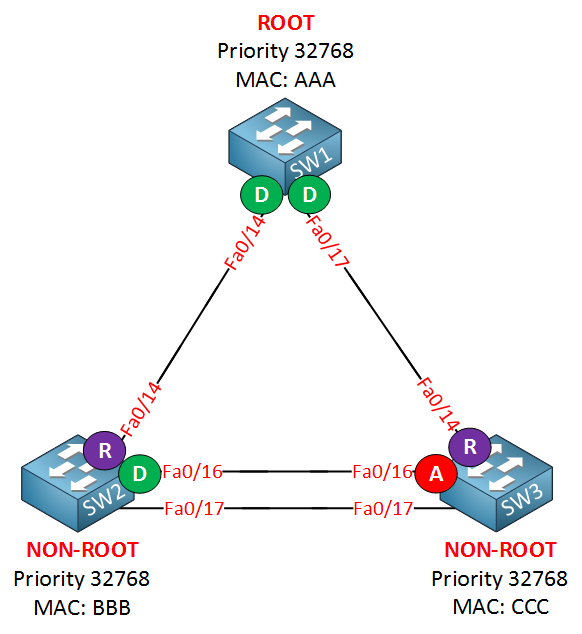 ROOT
Priority 32768
MAC: AAA
SW1
D
D
Fa0/14
Fa0/17
Fa0/14
Fa0/14
R
R
D
Fa0/16
Fa0/16
A
SW2
Fa0/17
Fa0/17
SW3
NON-ROOT
Priority 32768
MAC: BBB
NON-ROOT
Priority 32768
MAC: CCC